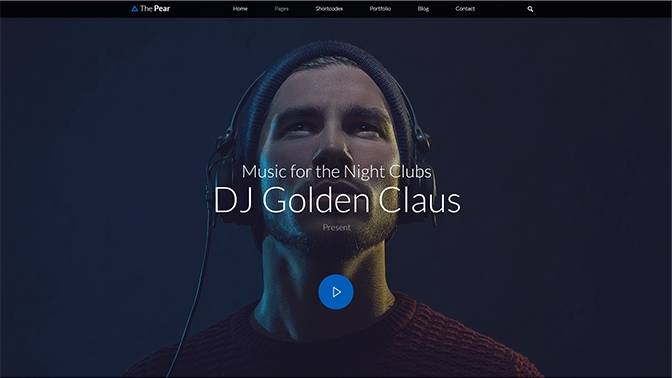 The Pear Home Pages Shortcodes Portfolio Blog Contact
Music for the Night Clubs
DJ Golden Claus
Present